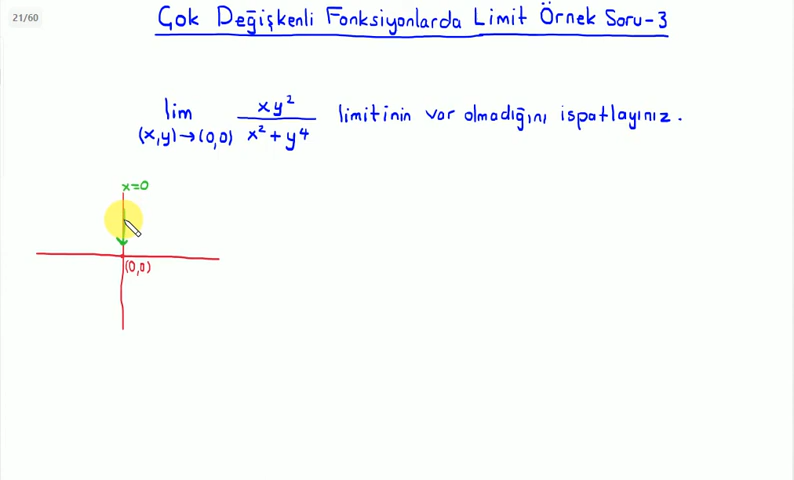 21/60
Çok Değişkenli Fonksiyonlarda Limit Örnek Soru-3
lim (x,y)→(0,0) xy²/(x²+y⁴) limitinin var olmadığını ispatlayınız.
x=0
(0,0)